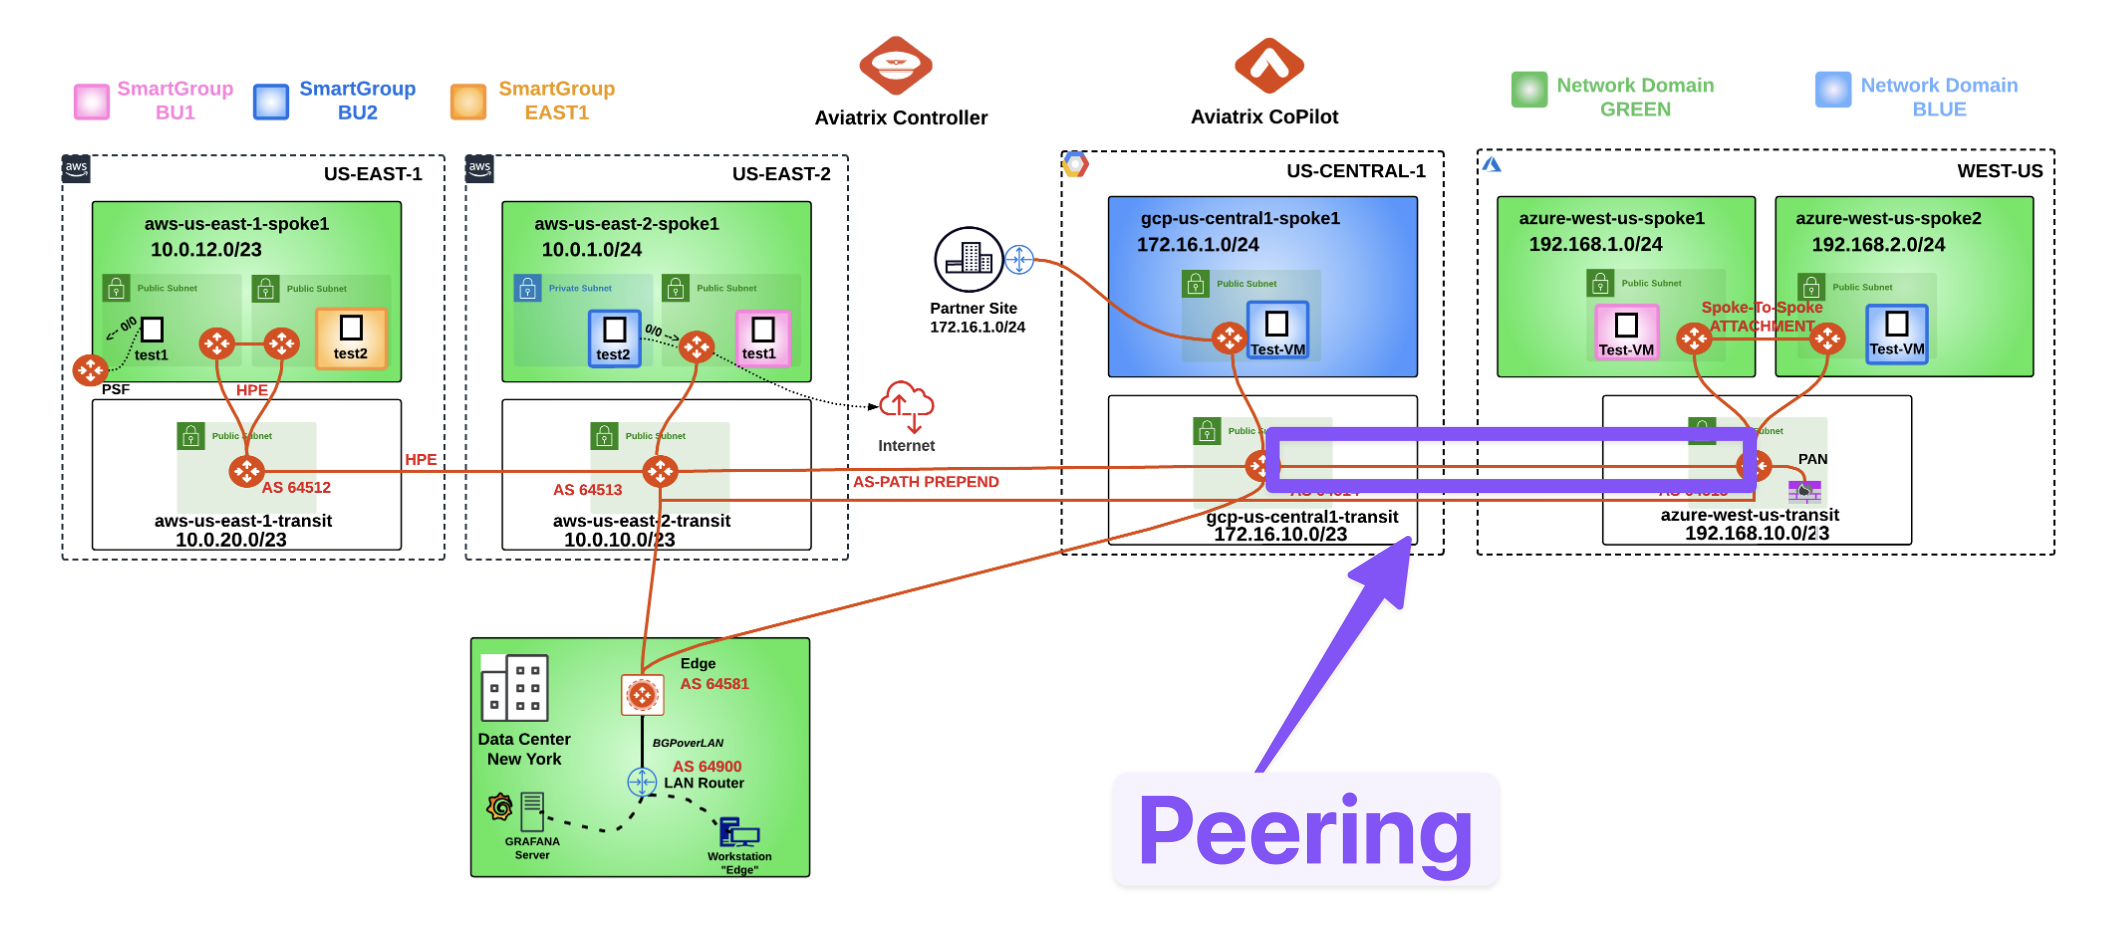 SmartGroup
BU1
SmartGroup
BU2
SmartGroup
EAST1
Aviatrix Controller
Aviatrix CoPilot
Network Domain
GREEN
Network Domain
BLUE
aws
US-EAST-1
aws-us-east-1-spoke1
10.0.12.0/23
Public Subnet
Public Subnet
<-- 0/0
test1
test2
PSF
HPE
Public Subnet
AS 64512
aws-us-east-1-transit
10.0.20.0/23
HPE
aws
US-EAST-2
aws-us-east-2-spoke1
10.0.1.0/24
Private Subnet
Public Subnet
0/0 -->
test2
test1
Internet
Public Subnet
AS 64513
aws-us-east-2-transit
10.0.10.0/23
AS-PATH PREPEND
Partner Site
172.16.1.0/24
US-CENTRAL-1
gcp-us-central1-spoke1
172.16.1.0/24
Public Subnet
Test-VM
gcp-us-central1-transit
172.16.10.0/23
WEST-US
azure-west-us-spoke1
192.168.1.0/24
Public Subnet
Test-VM
Spoke-To-Spoke
ATTACHMENT
azure-west-us-spoke2
192.168.2.0/24
Public Subnet
Test-VM
PAN
azure-west-us-transit
192.168.10.0/23
Edge
AS 64581
Data Center
New York
BGPoverLAN
AS 64900
LAN Router
GRAFANA
Server
Workstation
"Edge"
Peering